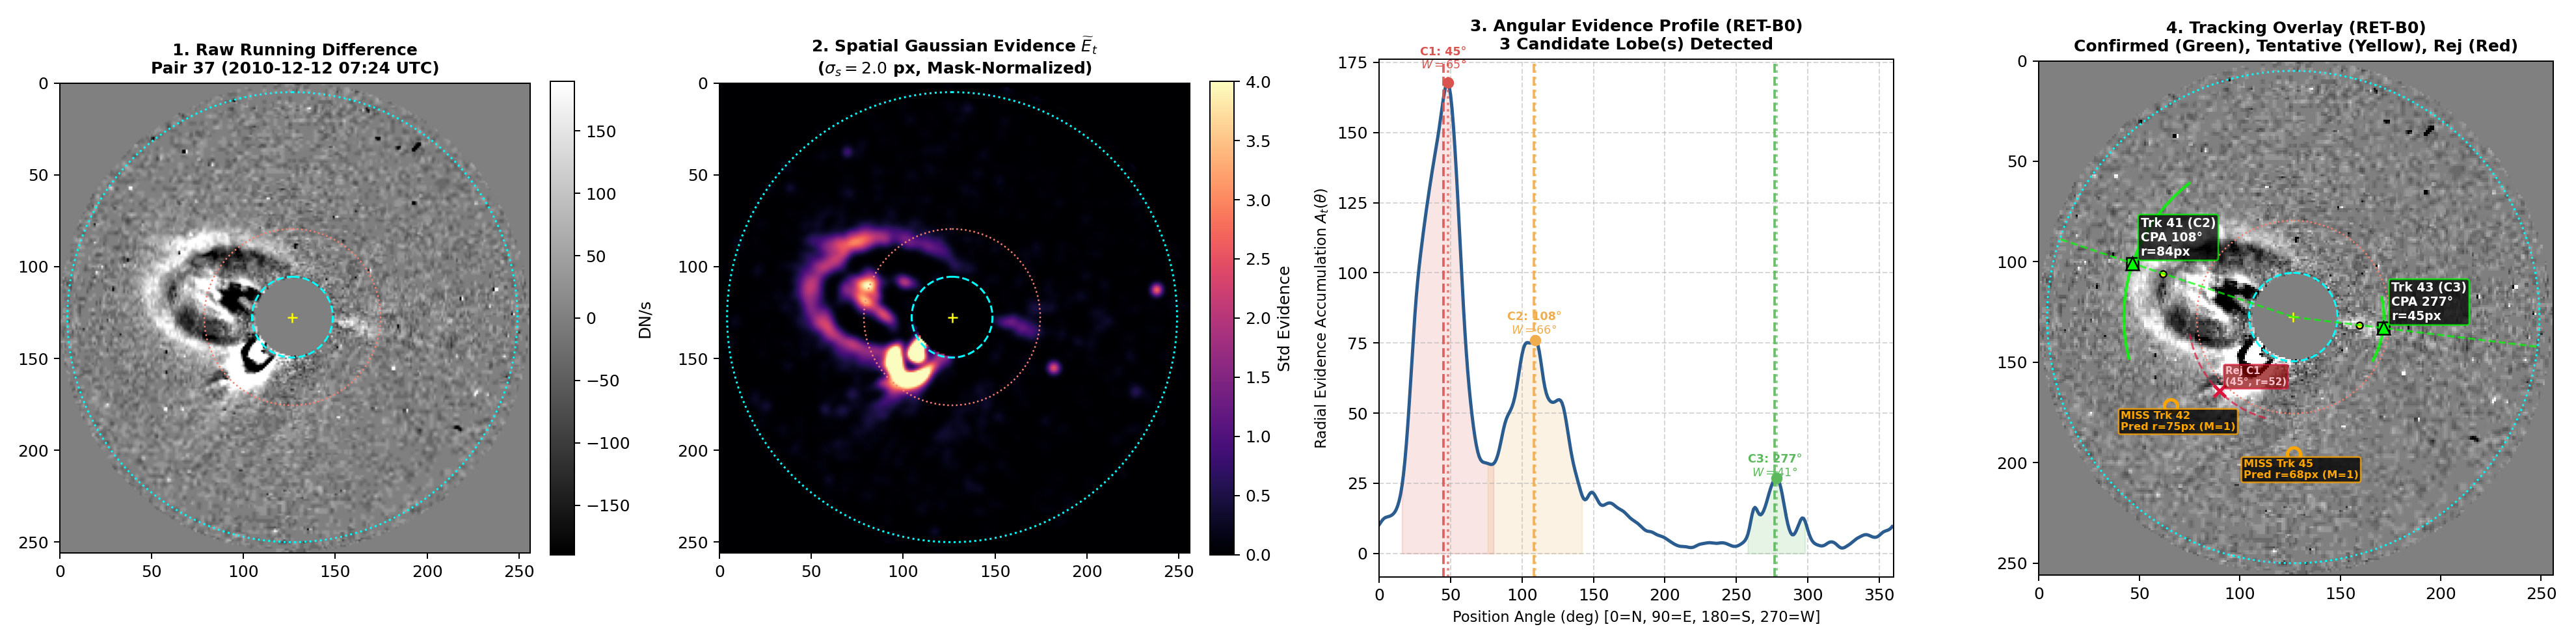 1. Raw Running Difference
Pair 37 (2010-12-12 07:24 UTC)
0
50
100
150
200
250
0
50
100
150
200
250
150
100
50
0
−50
−100
−150
DN/s
2. Spatial Gaussian Evidence Ẽ_t
(σ_s = 2.0 px, Mask-Normalized)
0
50
100
150
200
250
0
50
100
150
200
250
4.0
3.5
3.0
2.5
2.0
1.5
1.0
0.5
0.0
Std Evidence
3. Angular Evidence Profile (RET-B0)
3 Candidate Lobe(s) Detected
C1: 45°
W=65°
C2: 108°
W=66°
C3: 277°
W=41°
175
150
125
100
75
50
25
0
Radial Evidence Accumulation A_t(θ)
0
50
100
150
200
250
300
350
Position Angle (deg) [0=N, 90=E, 180=S, 270=W]
4. Tracking Overlay (RET-B0)
Confirmed (Green), Tentative (Yellow), Rej (Red)
0
50
100
150
200
250
Trk 41 (C2)
CPA 108°
r=84px
Trk 43 (C3)
CPA 277°
r=45px
Rej C1
(45°, r=52)
MISS Trk 42
Pred r=75px (M=1)
MISS Trk 45
Pred r=68px (M=1)
0
50
100
150
200
250